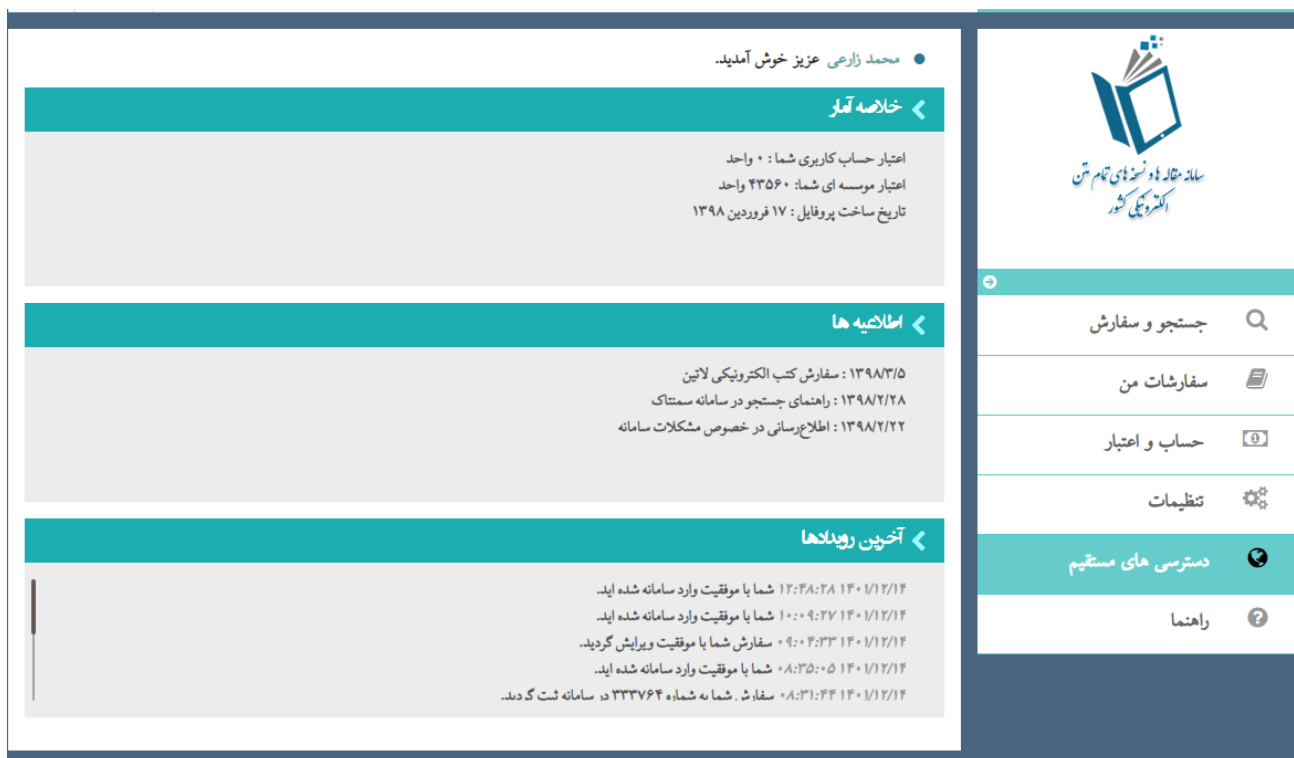 محمد زارعی عزیز خوش آمدید.
خلاصه آمار
اعتبار حساب کاربری شما : ۰ واحد
اعتبار موسسه ای شما: ۴۳۵۶۰ واحد
تاریخ ساخت پروفایل : ۱۷ فروردین ۱۳۹۸
اطلاعیه ها
۱۳۹۸/۳/۵ : سفارش کتب الکترونیکی لاتین
۱۳۹۸/۲/۲۸ : راهنمای جستجو در سامانه سمنتاک
۱۳۹۸/۲/۲۲ : اطلاع‌رسانی در خصوص مشکلات سامانه
آخرین رویدادها
۱۴۰۱/۱۲/۱۴ ۱۲:۴۸:۲۸ شما با موفقیت وارد سامانه شده اید.
۱۴۰۱/۱۲/۱۴ ۱۰:۰۹:۲۷ شما با موفقیت وارد سامانه شده اید.
۱۴۰۱/۱۲/۱۴ ۰۹:۰۴:۳۳ سفارش شما با موفقیت ویرایش گردید.
۱۴۰۱/۱۲/۱۴ ۰۸:۳۵:۰۵ شما با موفقیت وارد سامانه شده اید.
۱۴۰۱/۱۲/۱۴ ۰۸:۳۱:۴۴ سفارش شما به شماره ۳۳۳۷۶۴ در سامانه ثبت گردید.
سامانه مقاله ها و نسخه های تمام متن
الکترونیکی کشور
جستجو و سفارش
سفارشات من
حساب و اعتبار
تنظیمات
دسترسی های مستقیم
راهنما